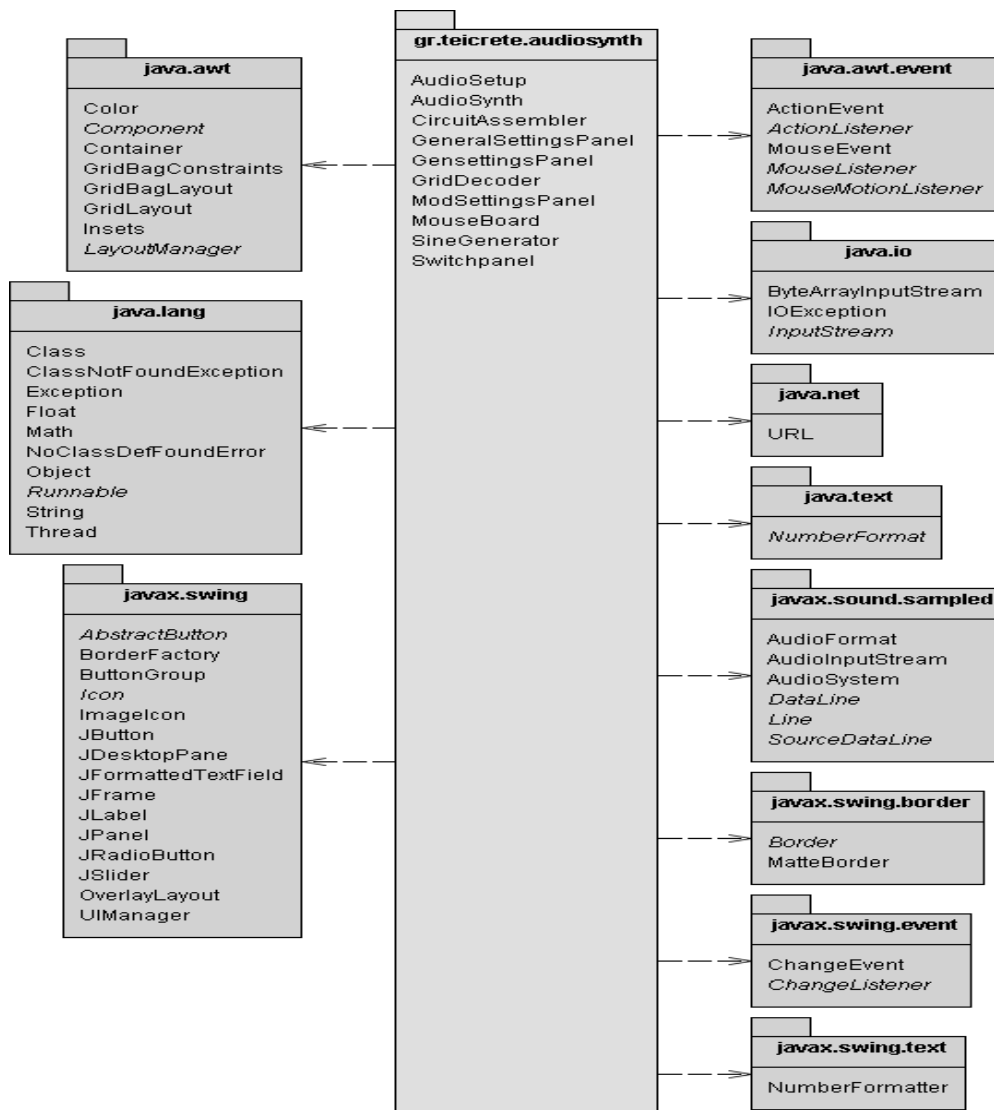 java.awt
Color
Component
Container
GridBagConstraints
GridBagLayout
GridLayout
Insets
LayoutManager
java.lang
Class
ClassNotFoundException
Exception
Float
Math
NoClassDefFoundError
Object
Runnable
String
Thread
javax.swing
AbstractButton
BorderFactory
ButtonGroup
Icon
ImageIcon
JButton
JDesktopPane
JFormattedTextField
JFrame
JLabel
JPanel
JRadioButton
JSlider
OverlayLayout
UIManager
gr.teicrete.audiosynth
AudioSetup
AudioSynth
CircuitAssembler
GeneralSettingsPanel
GensettingsPanel
GridDecoder
ModSettingsPanel
MouseBoard
SineGenerator
Switchpanel
java.awt.event
ActionEvent
ActionListener
MouseEvent
MouseListener
MouseMotionListener
java.io
ByteArrayInputStream
IOException
InputStream
java.net
URL
java.text
NumberFormat
javax.sound.sampled
AudioFormat
AudioInputStream
AudioSystem
DataLine
Line
SourceDataLine
javax.swing.border
Border
MatteBorder
javax.swing.event
ChangeEvent
ChangeListener
javax.swing.text
NumberFormatter